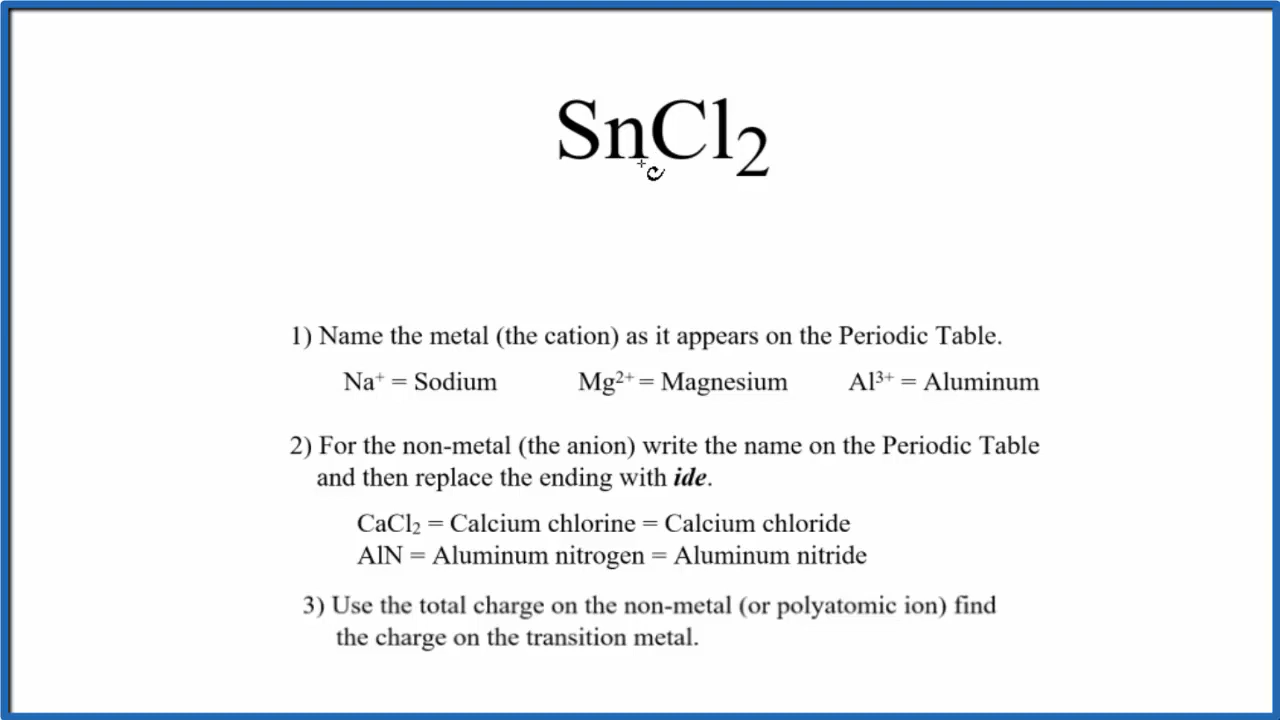 SnCl₂
1) Name the metal (the cation) as it appears on the Periodic Table.
Na⁺ = Sodium Mg²⁺ = Magnesium Al³⁺ = Aluminum
2) For the non-metal (the anion) write the name on the Periodic Table
and then replace the ending with ide.
CaCl₂ = Calcium chlorine = Calcium chloride
AlN = Aluminum nitrogen = Aluminum nitride
3) Use the total charge on the non-metal (or polyatomic ion) find
the charge on the transition metal.